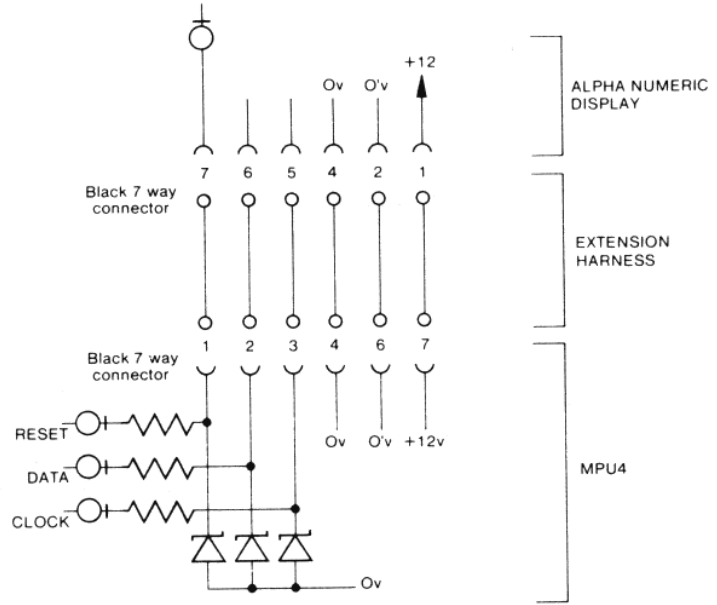 +12
Ov O'v
ALPHA NUMERIC
DISPLAY
7 6 5 4 2 1
Black 7 way
connector
EXTENSION
HARNESS
1 2 3 4 6 7
Black 7 way
connector
RESET
Ov O'v +12v
DATA
MPU4
CLOCK
Ov